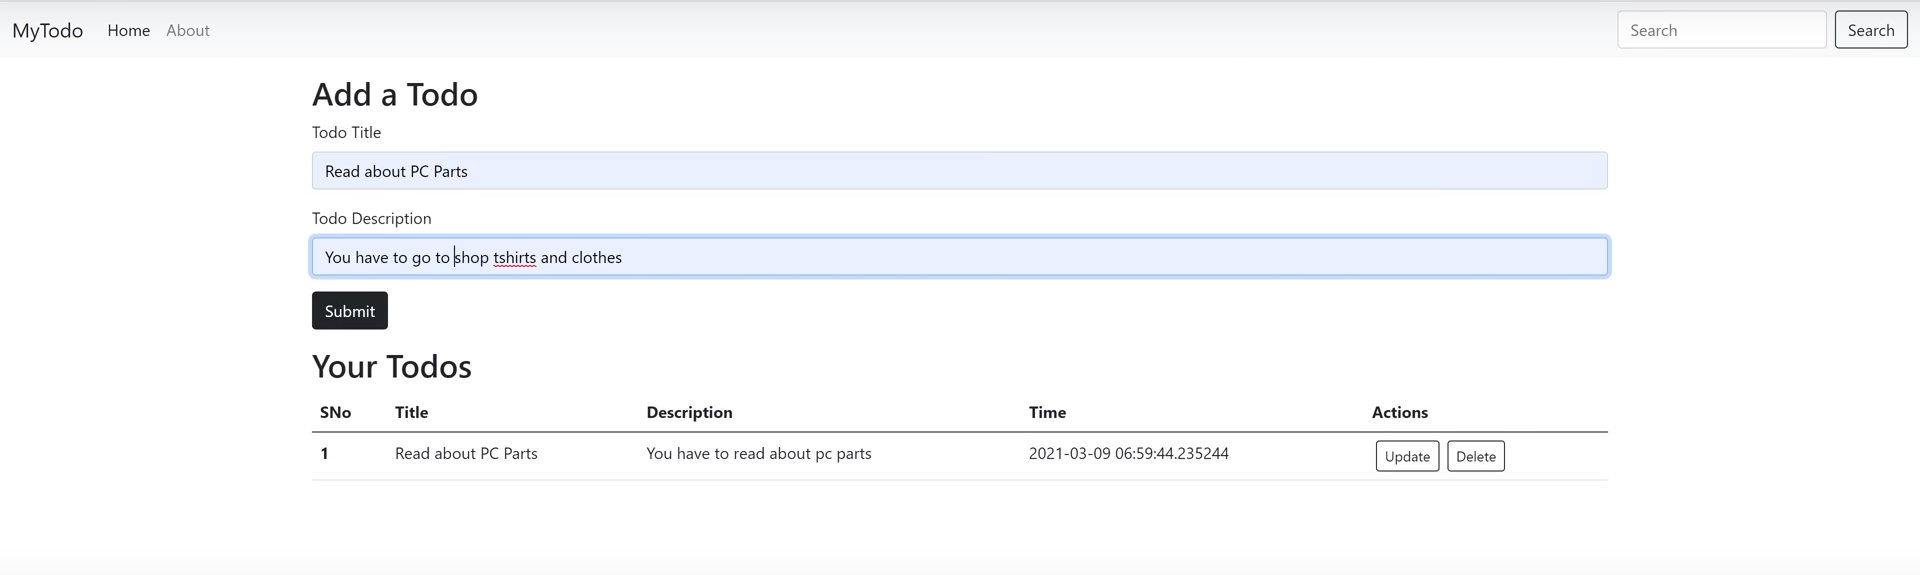 MyTodo Home About Search Search
Add a Todo
Todo Title
Read about PC Parts
Todo Description
You have to go to shop tshirts and clothes
Submit
Your Todos
SNo Title Description Time Actions
1 Read about PC Parts You have to read about pc parts 2021-03-09 06:59:44.235244 Update Delete